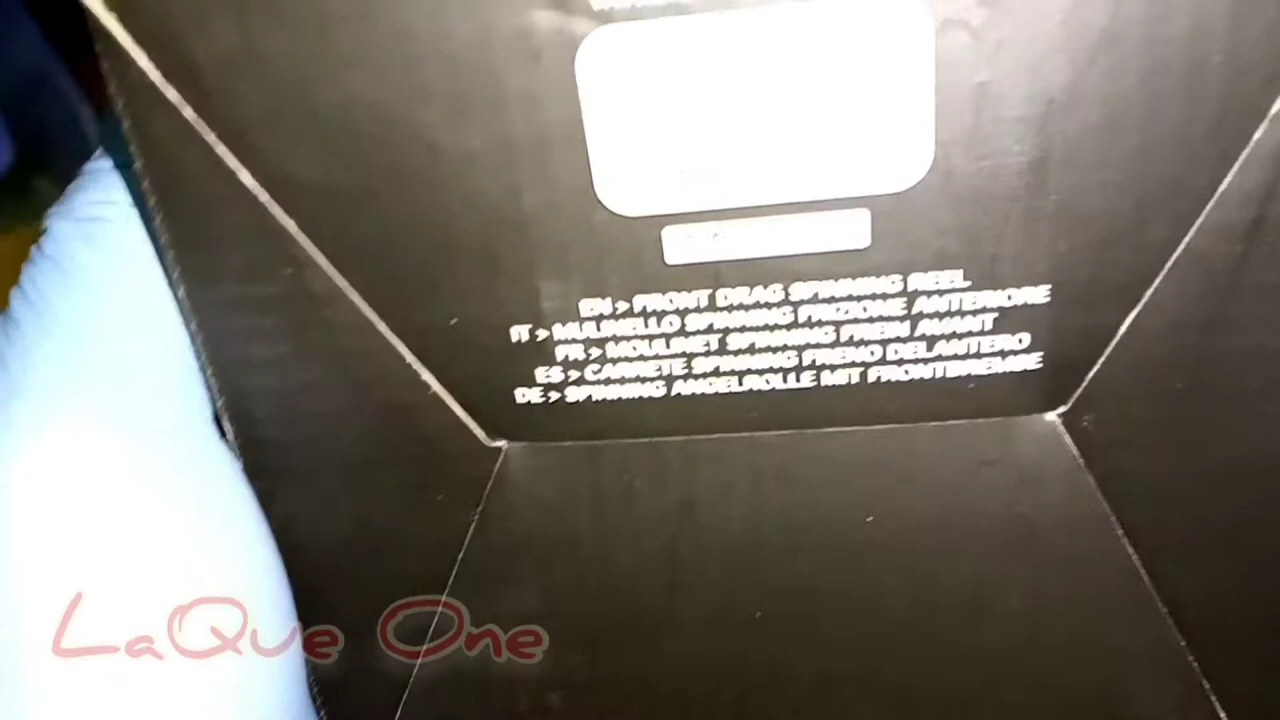 EN > FRONT DRAG SPINNING REEL
IT > MULINELLO SPINNING FRIZIONE ANTERIORE
FR > MOULINET SPINNING FREIN AVANT
ES > CARRETE SPINNING FRENO DELANTERO
DE > SPINNING ANGELROLLE MIT FRONTBREMSE
LaQue One